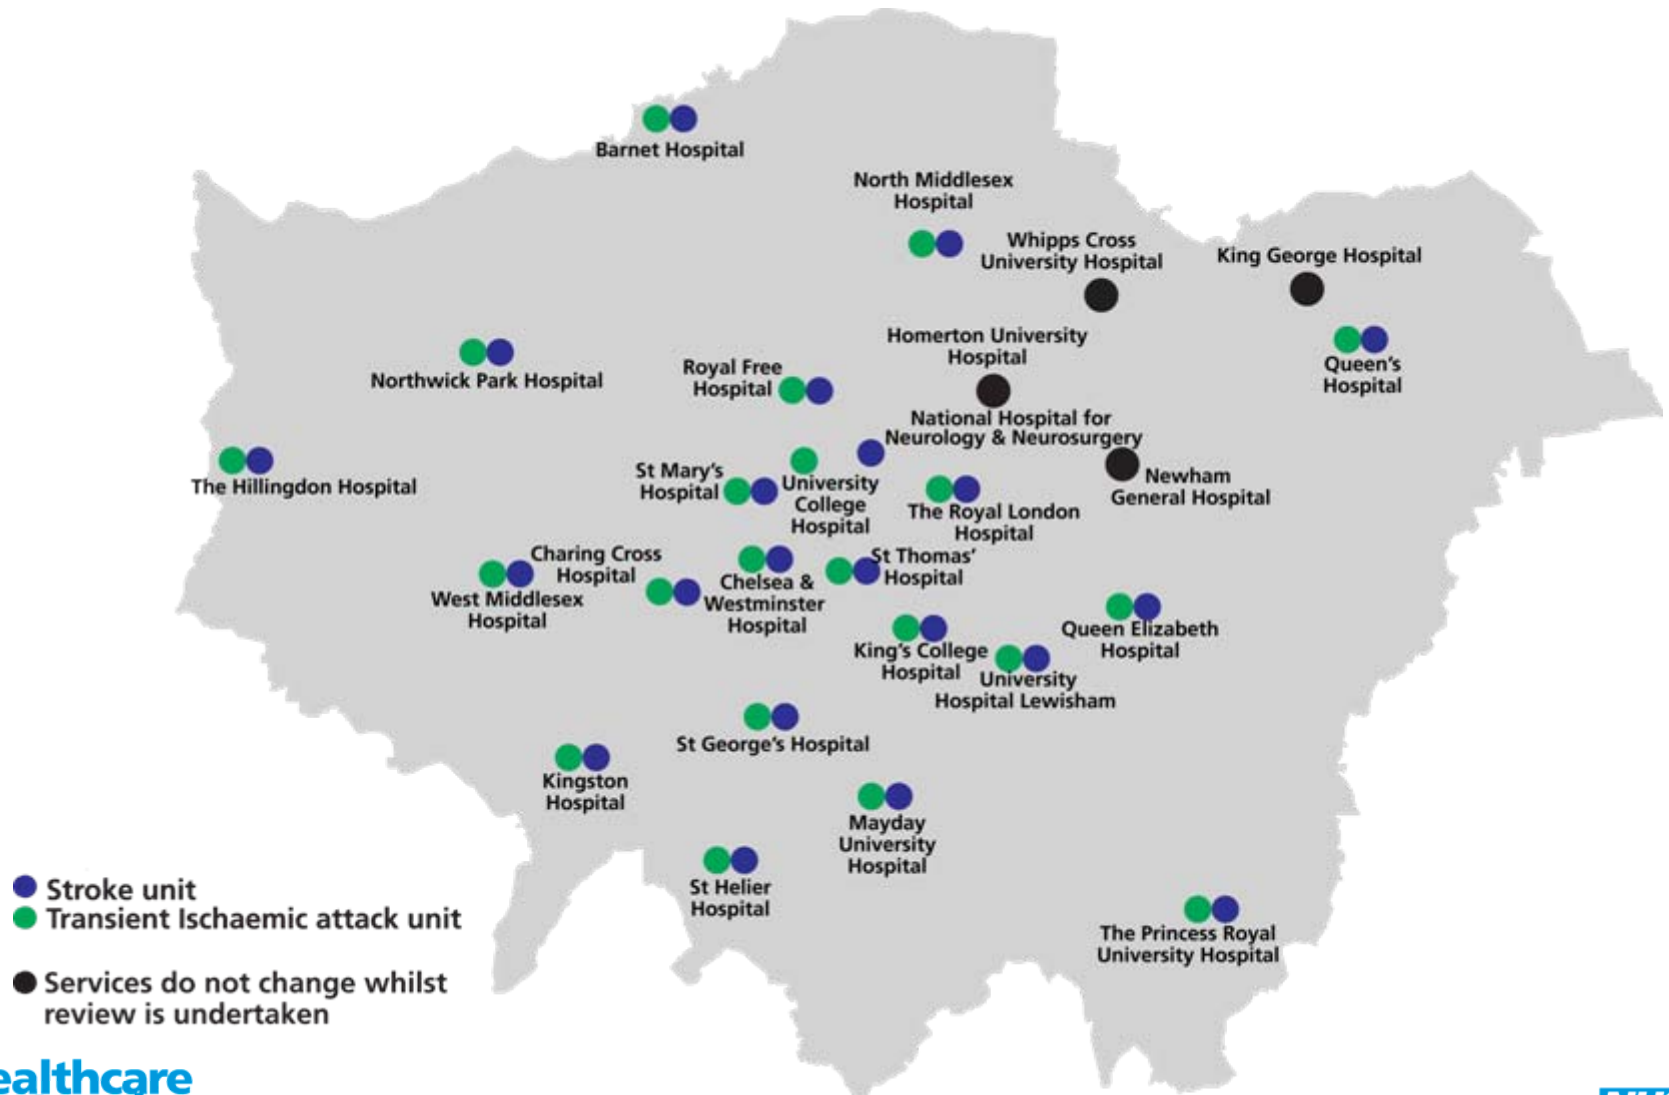 Barnet Hospital
North Middlesex
Hospital
Whipps Cross
University Hospital
King George Hospital
Homerton University
Hospital
Queen's
Hospital
Northwick Park Hospital
Royal Free
Hospital
National Hospital for
Neurology & Neurosurgery
The Hillingdon Hospital
St Mary's
Hospital
University
College
Hospital
The Royal London
Hospital
Newham
General Hospital
Charing Cross
Hospital
West Middlesex
Hospital
Chelsea &
Westminster
Hospital
St Thomas'
Hospital
Queen Elizabeth
Hospital
King's College
Hospital
University
Hospital Lewisham
St George's Hospital
Kingston
Hospital
Mayday
University
Hospital
St Helier
Hospital
The Princess Royal
University Hospital
Stroke unit
Transient Ischaemic attack unit
Services do not change whilst
review is undertaken
ealthcare